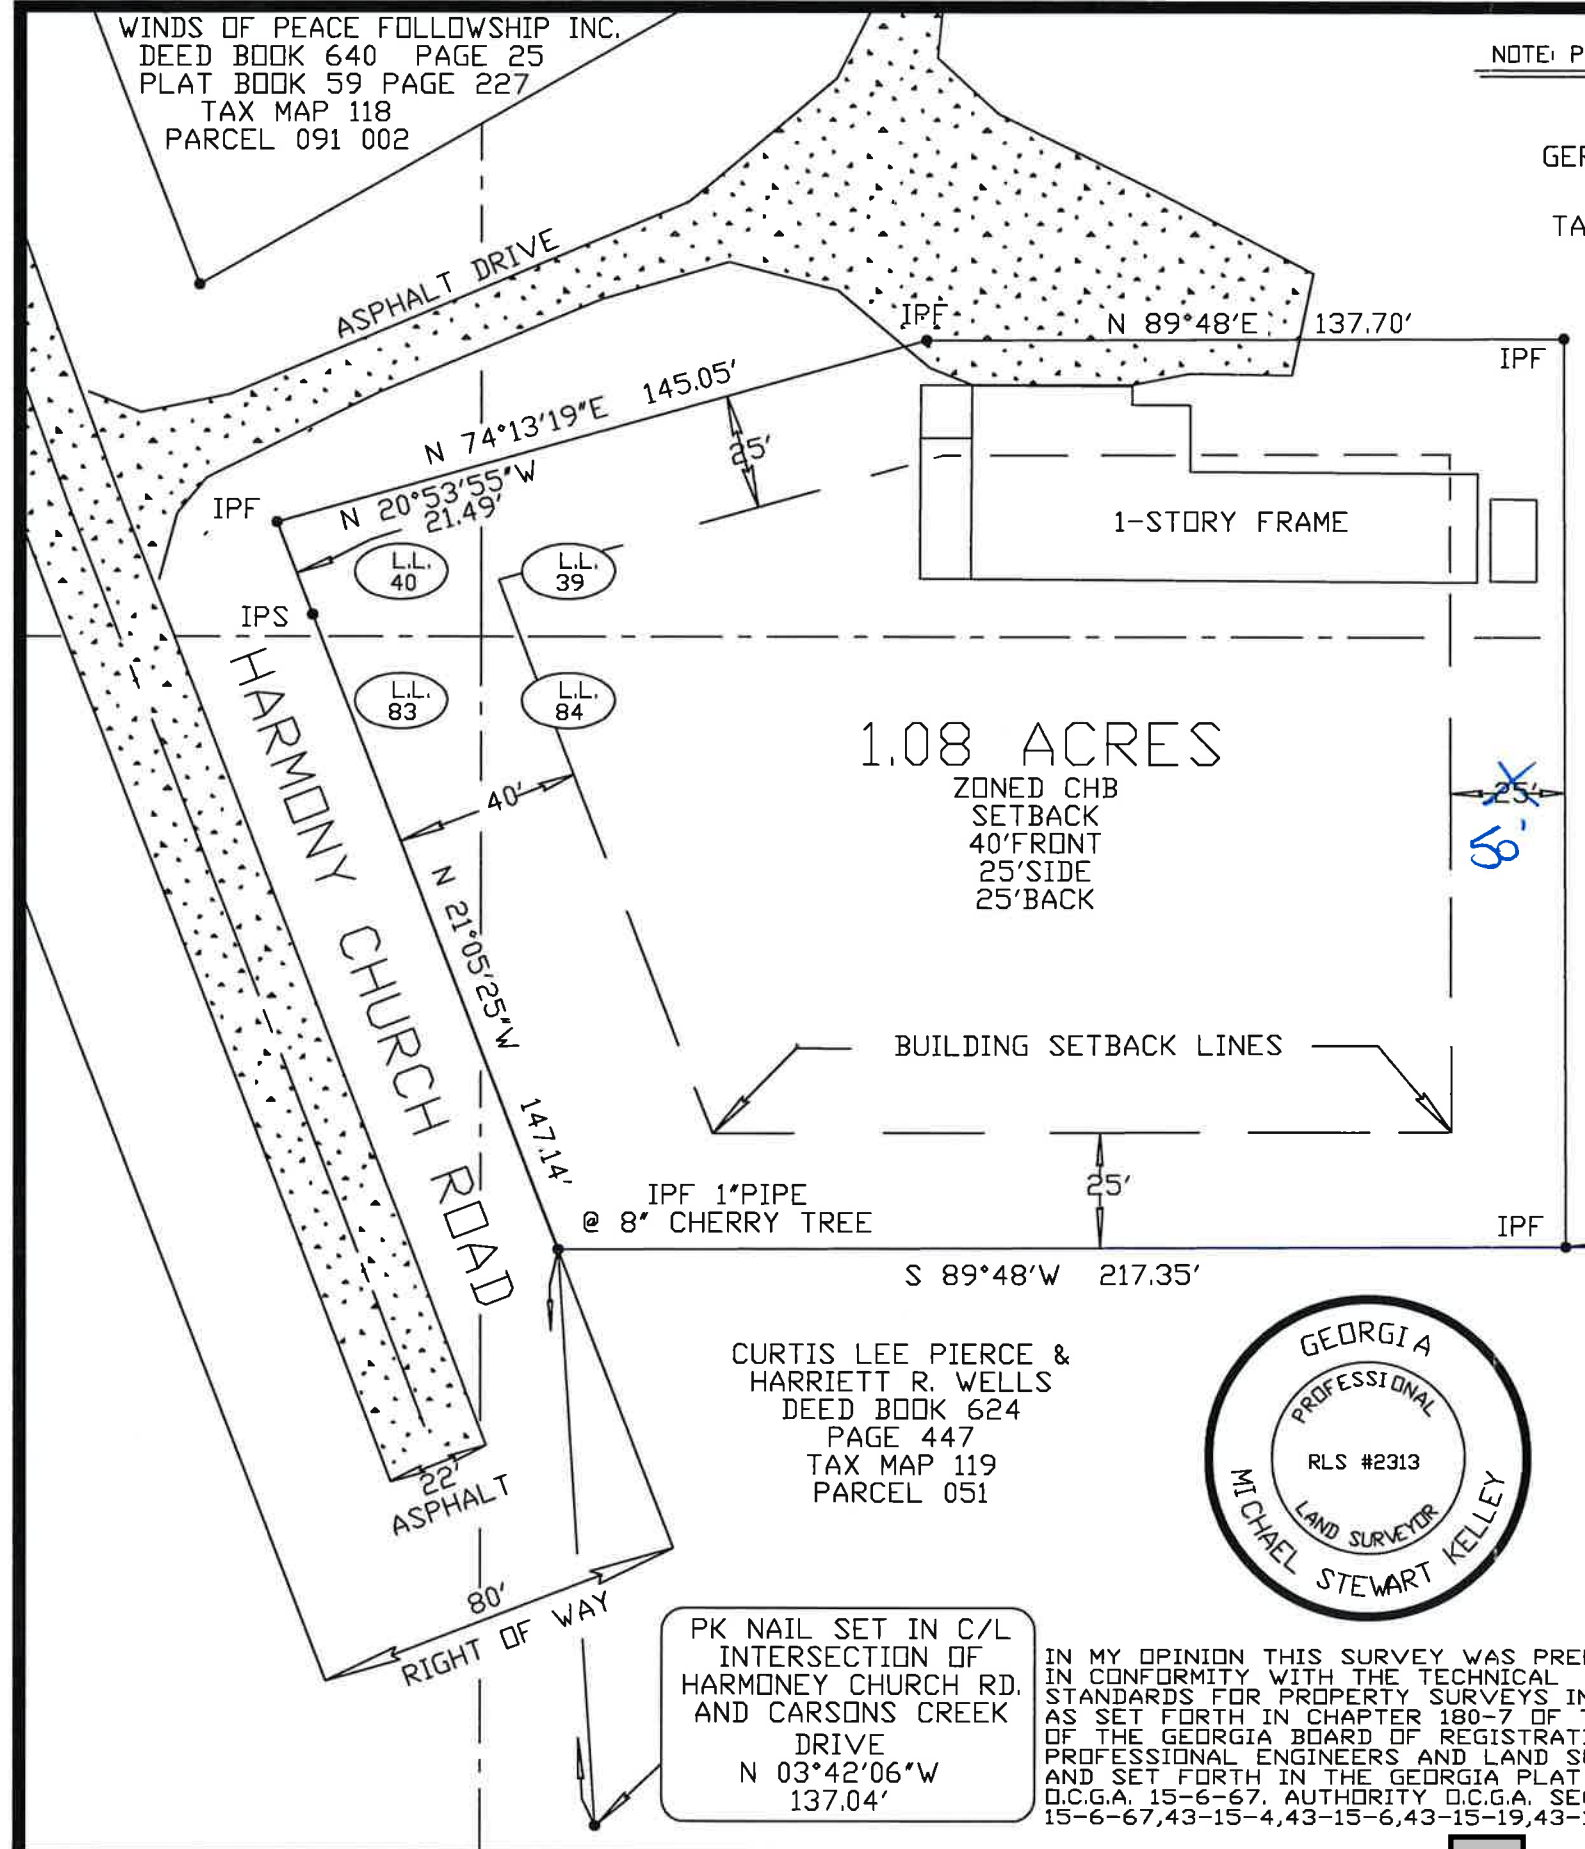 WINDS OF PEACE FELLOWSHIP INC.
DEED BOOK 640 PAGE 25
PLAT BOOK 59 PAGE 227
TAX MAP 118
PARCEL 091 002
NOTE: P
GER
TA
ASPHALT DRIVE
IPF
N 89°48'E 137.70'
IPF
N 74°13'19"E 145.05'
25'
IPF
N 20°53'55"W
21.49'
1-STORY FRAME
L.L.
40
L.L.
39
IPS
L.L.
83
L.L.
84
HARMONY CHURCH ROAD
1.08 ACRES
ZONED CHB
SETBACK
40'FRONT
25'SIDE
25'BACK
40'
25'
50'
N 21°05'25"W 147.14'
BUILDING SETBACK LINES
25'
IPF 1"PIPE
@ 8" CHERRY TREE
IPF
S 89°48'W 217.35'
CURTIS LEE PIERCE &
HARRIETT R. WELLS
DEED BOOK 624
PAGE 447
TAX MAP 119
PARCEL 051
GEORGIA
PROFESSIONAL
RLS #2313
LAND SURVEYOR
MICHAEL STEWART KELLEY
22'
ASPHALT
80'
RIGHT OF WAY
PK NAIL SET IN C/L
INTERSECTION OF
HARMONEY CHURCH RD.
AND CARSONS CREEK
DRIVE
N 03°42'06"W
137.04'
IN MY OPINION THIS SURVEY WAS PREP
IN CONFORMITY WITH THE TECHNICAL
STANDARDS FOR PROPERTY SURVEYS IN
AS SET FORTH IN CHAPTER 180-7 OF T
OF THE GEORGIA BOARD OF REGISTRATI
PROFESSIONAL ENGINEERS AND LAND SU
AND SET FORTH IN THE GEORGIA PLAT
O.C.G.A. 15-6-67. AUTHORITY O.C.G.A. SEC
15-6-67,43-15-4,43-15-6,43-15-19,43-1